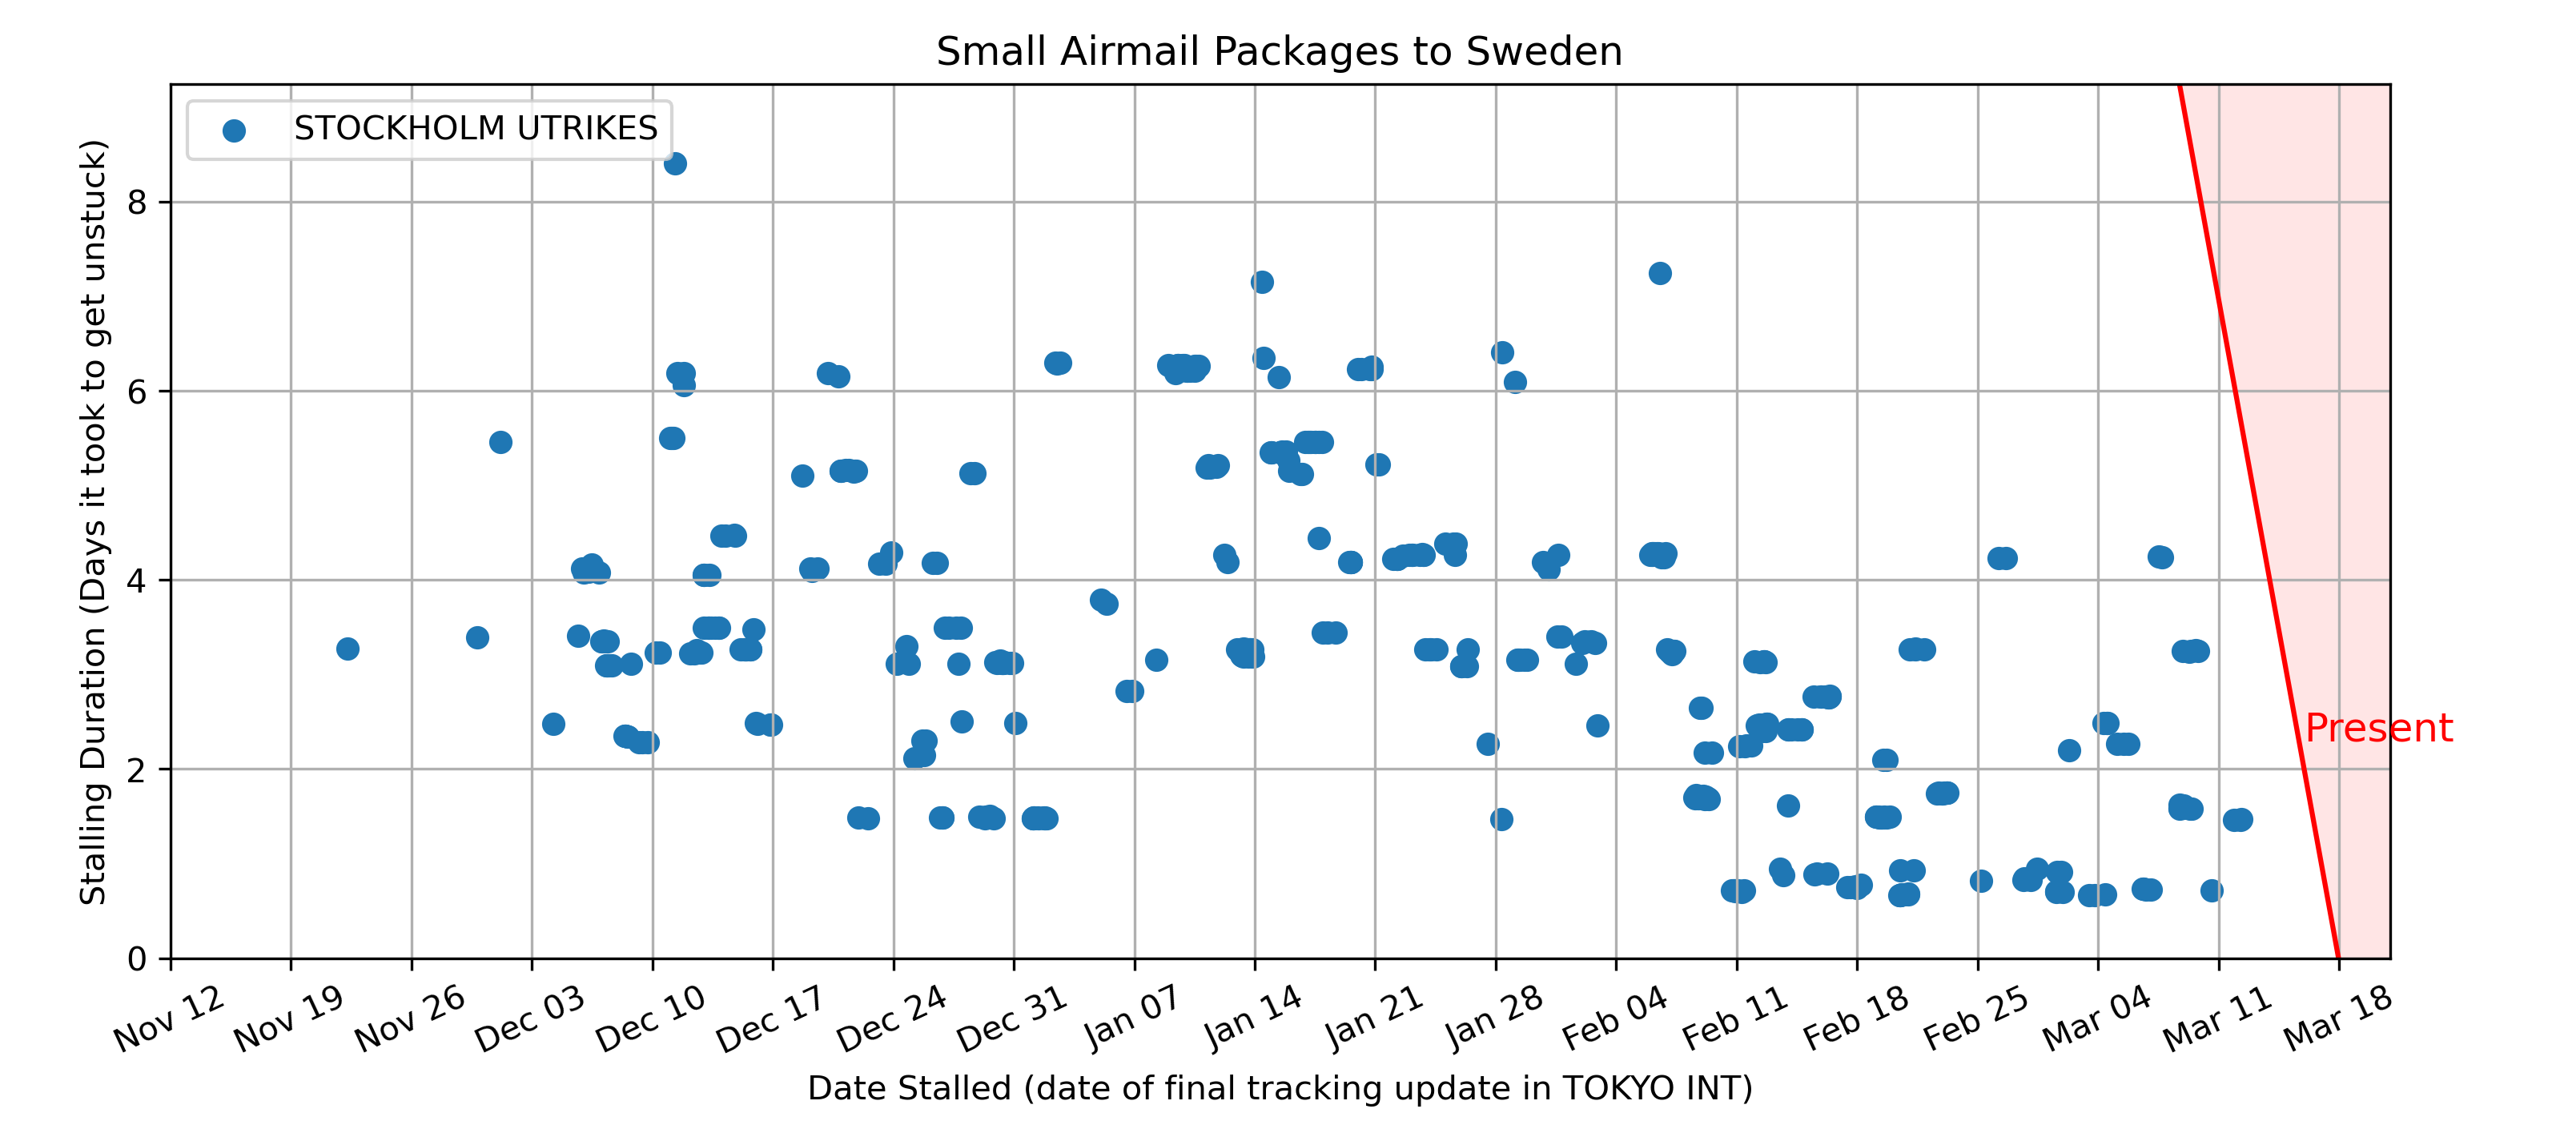 Small Airmail Packages to Sweden
STOCKHOLM UTRIKES
Stalling Duration (Days it took to get unstuck)
8
6
4
2
0
Present
Nov 12
Nov 19
Nov 26
Dec 03
Dec 10
Dec 17
Dec 24
Dec 31
Jan 07
Jan 14
Jan 21
Jan 28
Feb 04
Feb 11
Feb 18
Feb 25
Mar 04
Mar 11
Mar 18
Date Stalled (date of final tracking update in TOKYO INT)